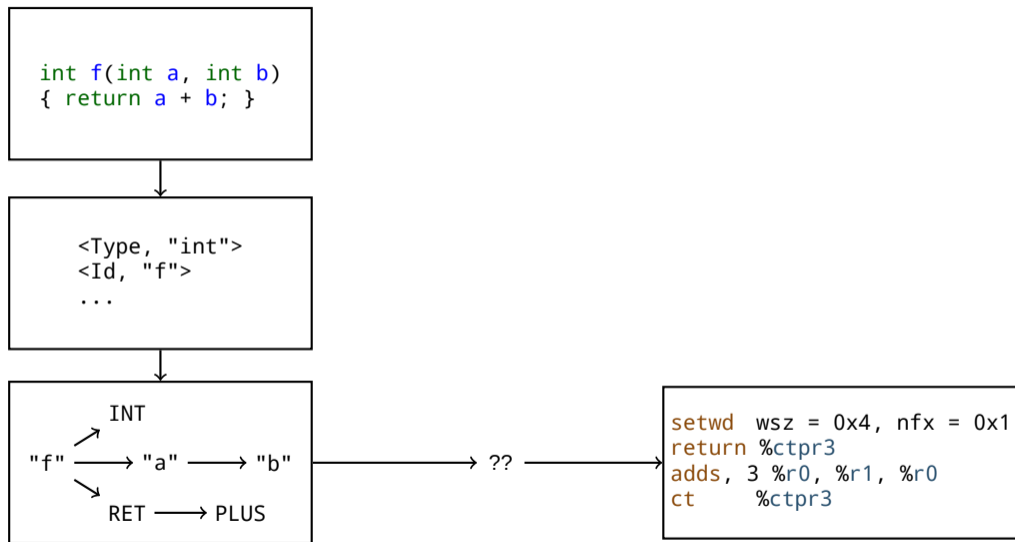 int f(int a, int b)
{ return a + b; }
<Type, "int">
<Id, "f">
...
INT
"f" "a" "b"
RET PLUS
??
setwd wsz = 0x4, nfx = 0x1
return %ctpr3
adds, 3 %r0, %r1, %r0
ct %ctpr3